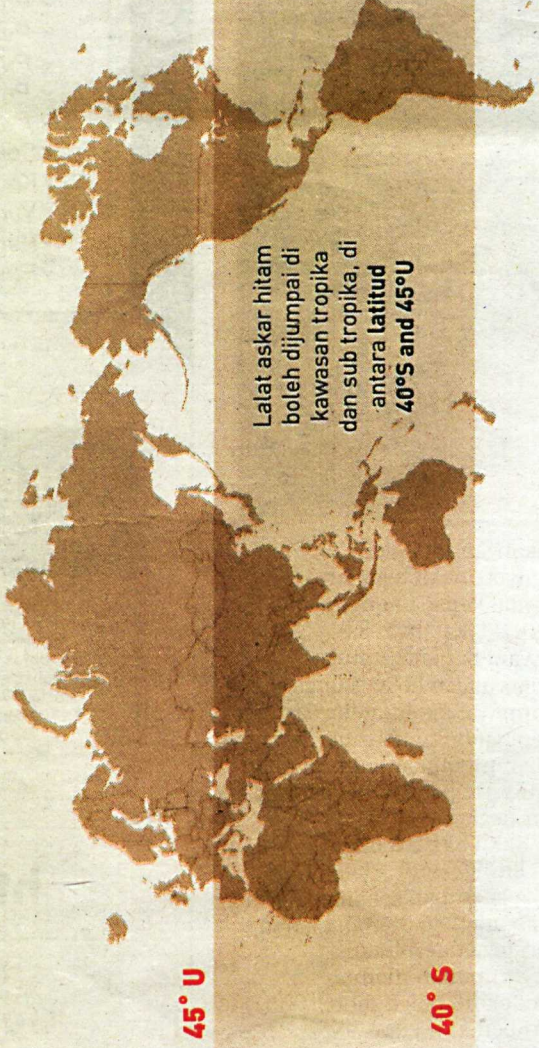 Lalat askar hitam
boleh dijumpai di
kawasan tropika
dan sub tropika, di
antara latitud
40°S and 45°U
45° U
40° S